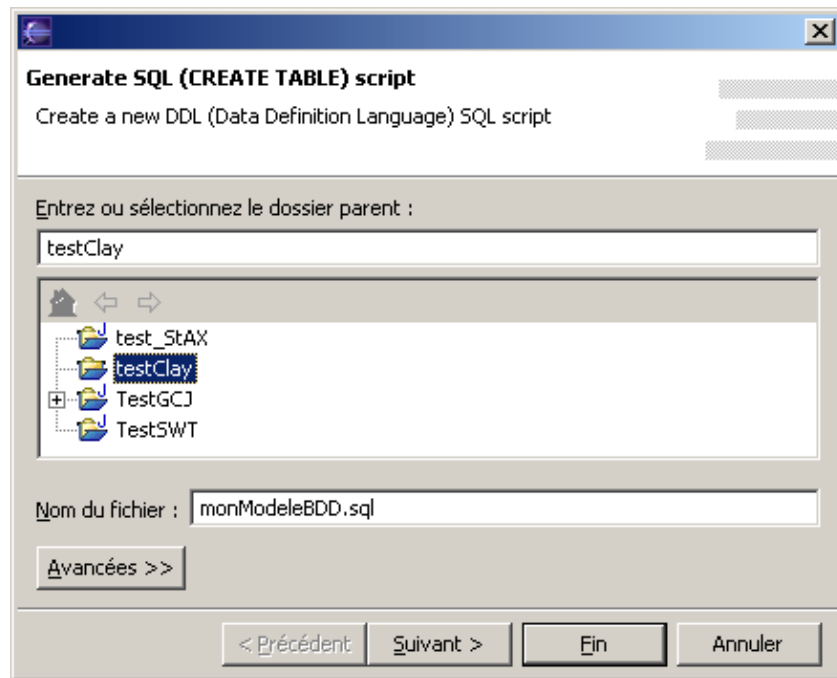 Generate SQL (CREATE TABLE) script
Create a new DDL (Data Definition Language) SQL script
Entrez ou sélectionnez le dossier parent :
testClay
test_StAX
testClay
TestGCJ
TestSWT
Nom du fichier : monModeleBDD.sql
Avancées >>
< Précédent Suivant > Fin Annuler